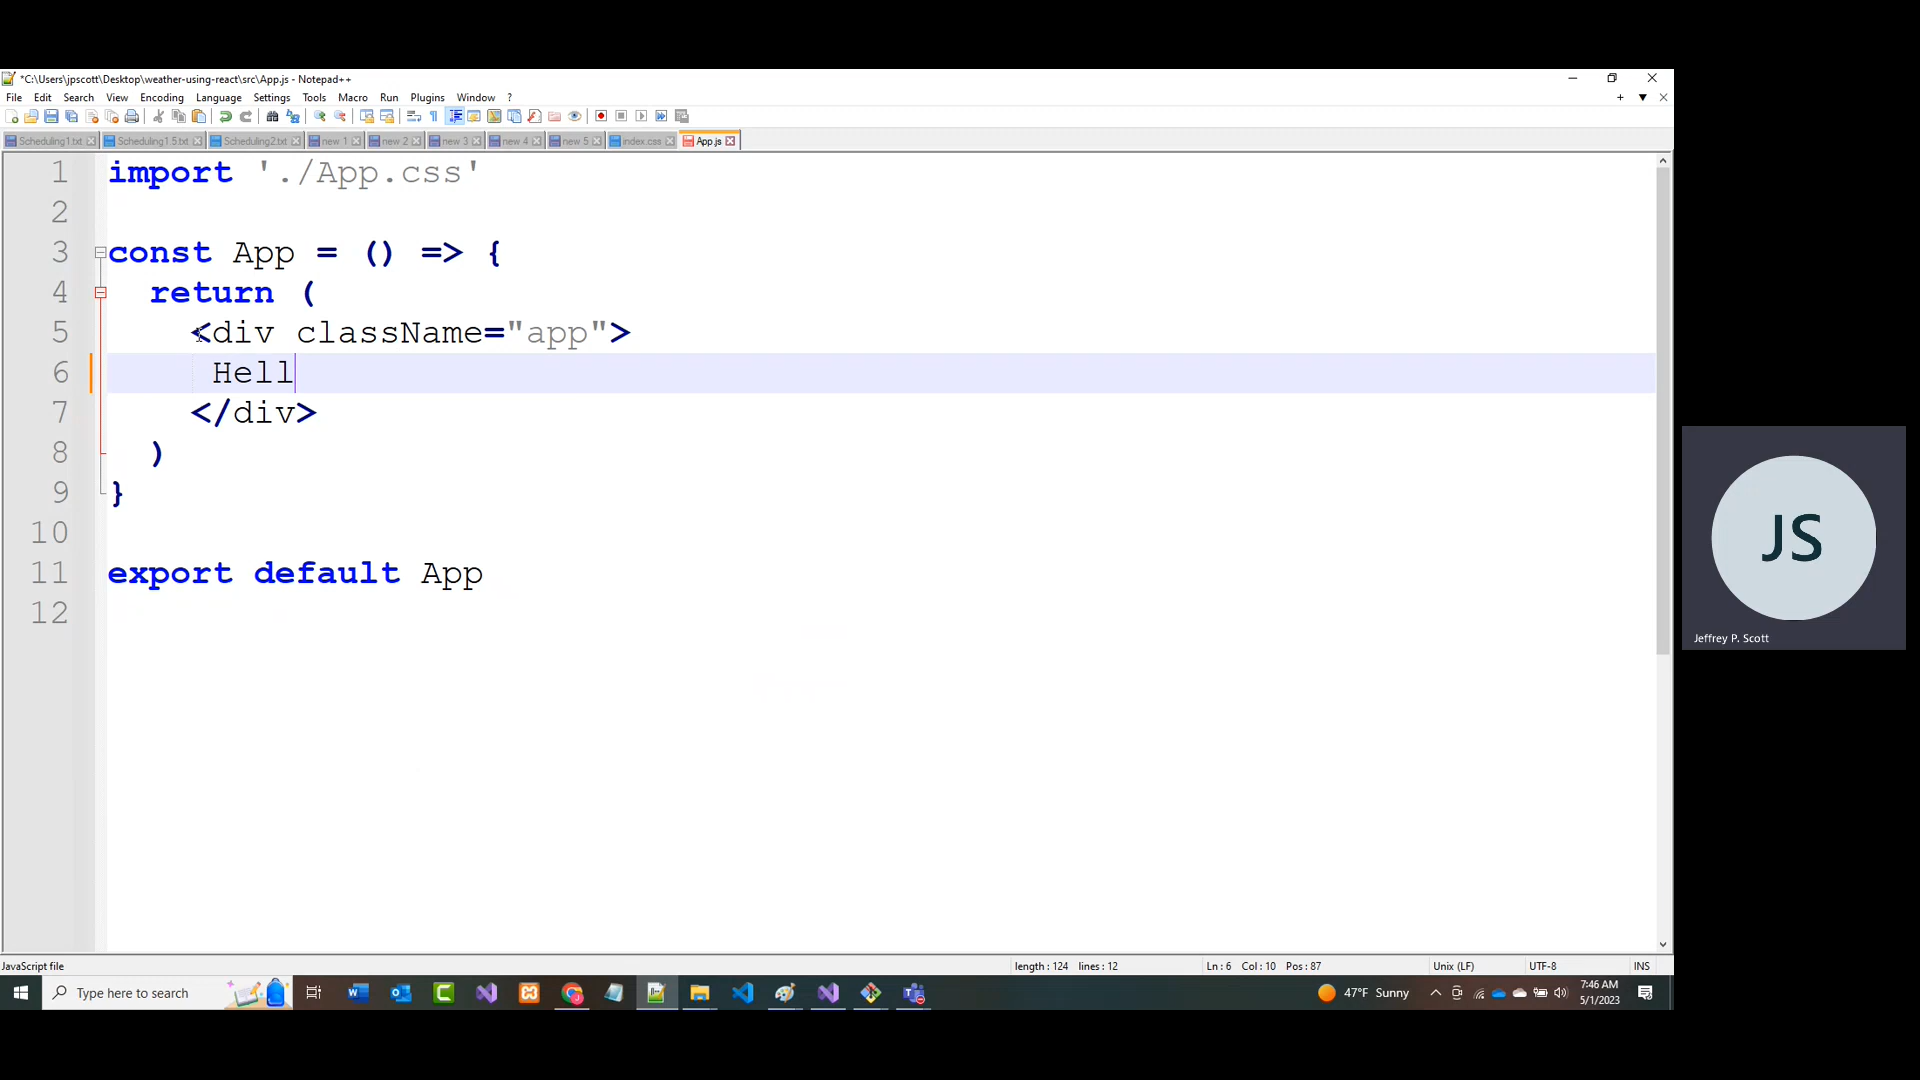 *C:\Users\jpscott\Desktop\weather-using-react\src\App.js - Notepad++
File Edit Search View Encoding Language Settings Tools Macro Run Plugins Window ?
Scheduling1.txt Scheduling1.5.txt Scheduling2.txt new 1 new 2 new 3 new 4 new 5 index.css App.js
1 import './App.css'
2
3 const App = () => {
4 return (
5 <div className="app">
6 Hell
7 </div>
8 )
9 }
10
11 export default App
12
JS
Jeffrey P. Scott
JavaScript file length : 124 lines : 12 Ln : 6 Col : 10 Pos : 87 Unix (LF) UTF-8 INS
Type here to search 47°F Sunny 7:46 AM
5/1/2023